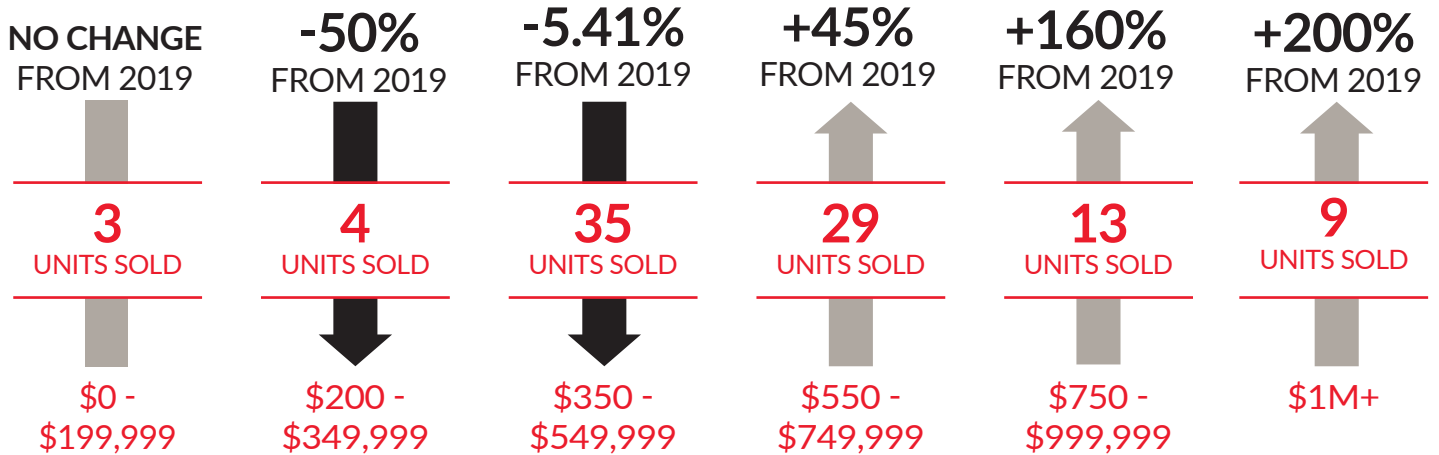 NO CHANGE
FROM 2019
3
UNITS SOLD
$0 -
$199,999
-50%
FROM 2019
4
UNITS SOLD
$200 -
$349,999
-5.41%
FROM 2019
35
UNITS SOLD
$350 -
$549,999
+45%
FROM 2019
29
UNITS SOLD
$550 -
$749,999
+160%
FROM 2019
13
UNITS SOLD
$750 -
$999,999
+200%
FROM 2019
9
UNITS SOLD
$1M+